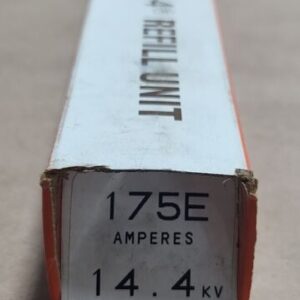 REFILL UNIT
175E
AMPERES
14.4 KV